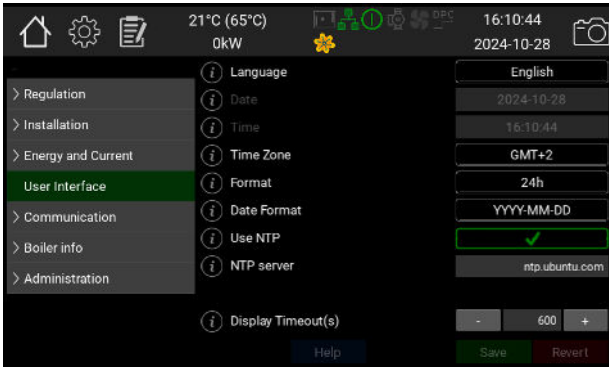 21°C (65°C)
0kW
DPC
16:10:44
2024-10-28
Regulation
Installation
Energy and Current
User Interface
Communication
Boiler info
Administration
Language
English
Date
2024-10-28
Time
16:10:44
Time Zone
GMT+2
Format
24h
Date Format
YYYY-MM-DD
Use NTP
NTP server
ntp.ubuntu.com
Display Timeout(s)
- 600 +
Help
Save
Revert